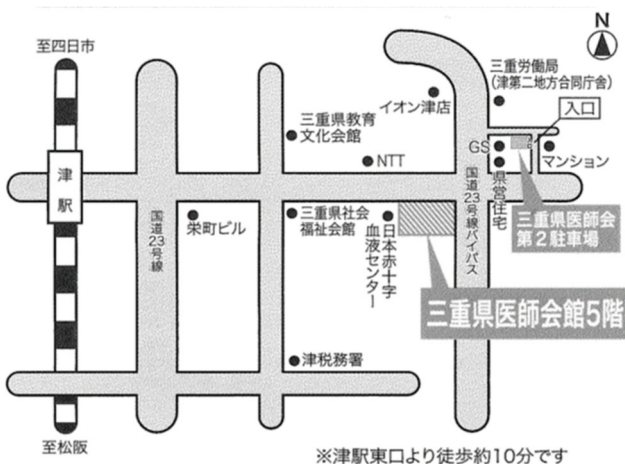 N
至四日市
三重労働局
(津第二地方合同庁舎)
入口
イオン津店
三重県教育
文化会館
NTT
GS
マンション
県営住宅
津駅
国道23号線
栄町ビル
三重県社会
福祉会館
日本赤十字
血液センター
国道23号線バイパス
三重県医師会
第2駐車場
三重県医師会館5階
津税務署
至松阪
※津駅東口より徒歩約10分です